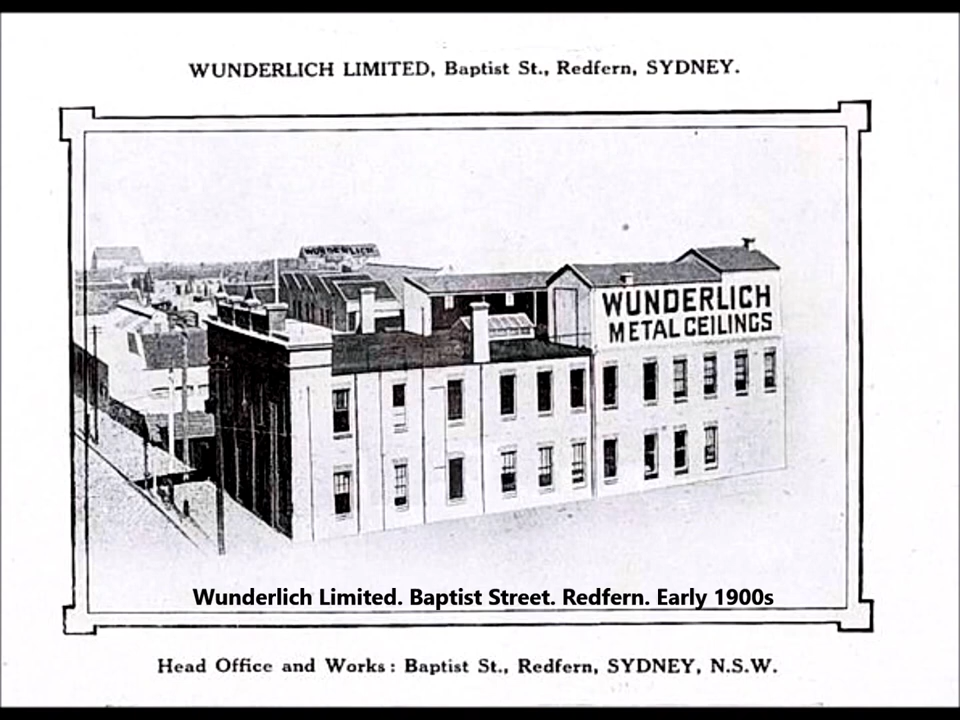 WUNDERLICH LIMITED, Baptist St., Redfern, SYDNEY.
WUNDERLICH
WUNDERLICH
METAL CEILINGS
Wunderlich Limited. Baptist Street. Redfern. Early 1900s
Head Office and Works: Baptist St., Redfern, SYDNEY, N.S.W.